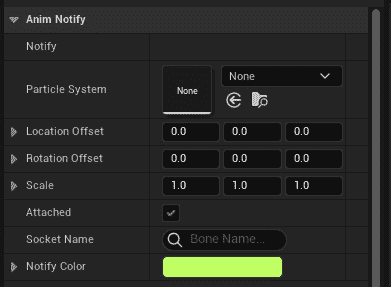 Anim Notify
Notify
Particle System None None
Location Offset 0.0 0.0 0.0
Rotation Offset 0.0 0.0 0.0
Scale 1.0 1.0 1.0
Attached
Socket Name Bone Name...
Notify Color